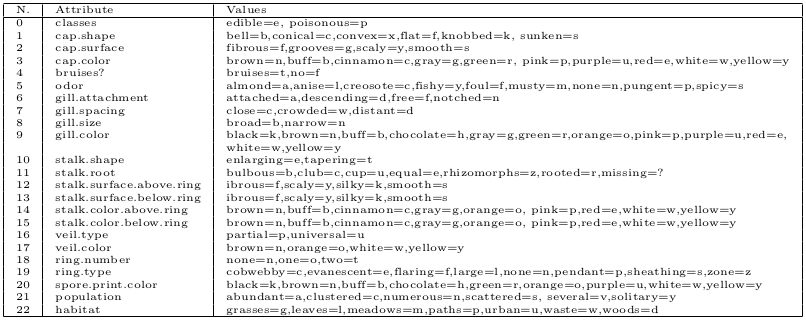 N. Attribute Values
0 classes edible=e, poisonous=p
1 cap.shape bell=b,conical=c,convex=x,flat=f,knobbed=k, sunken=s
2 cap.surface fibrous=f,grooves=g,scaly=y,smooth=s
3 cap.color brown=n,buff=b,cinnamon=c,gray=g,green=r, pink=p,purple=u,red=e,white=w,yellow=y
4 bruises? bruises=t,no=f
5 odor almond=a,anise=l,creosote=c,fishy=y,foul=f,musty=m,none=n,pungent=p,spicy=s
6 gill.attachment attached=a,descending=d,free=f,notched=n
7 gill.spacing close=c,crowded=w,distant=d
8 gill.size broad=b,narrow=n
9 gill.color black=k,brown=n,buff=b,chocolate=h,gray=g,green=r,orange=o,pink=p,purple=u,red=e,
white=w,yellow=y
10 stalk.shape enlarging=e,tapering=t
11 stalk.root bulbous=b,club=c,cup=u,equal=e,rhizomorphs=z,rooted=r,missing=?
12 stalk.surface.above.ring ibrous=f,scaly=y,silky=k,smooth=s
13 stalk.surface.below.ring ibrous=f,scaly=y,silky=k,smooth=s
14 stalk.color.above.ring brown=n,buff=b,cinnamon=c,gray=g,orange=o, pink=p,red=e,white=w,yellow=y
15 stalk.color.below.ring brown=n,buff=b,cinnamon=c,gray=g,orange=o, pink=p,red=e,white=w,yellow=y
16 veil.type partial=p,universal=u
17 veil.color brown=n,orange=o,white=w,yellow=y
18 ring.number none=n,one=o,two=t
19 ring.type cobwebby=c,evanescent=e,flaring=f,large=l,none=n,pendant=p,sheathing=s,zone=z
20 spore.print.color black=k,brown=n,buff=b,chocolate=h,green=r,orange=o,purple=u,white=w,yellow=y
21 population abundant=a,clustered=c,numerous=n,scattered=s, several=v,solitary=y
22 habitat grasses=g,leaves=l,meadows=m,paths=p,urban=u,waste=w,woods=d